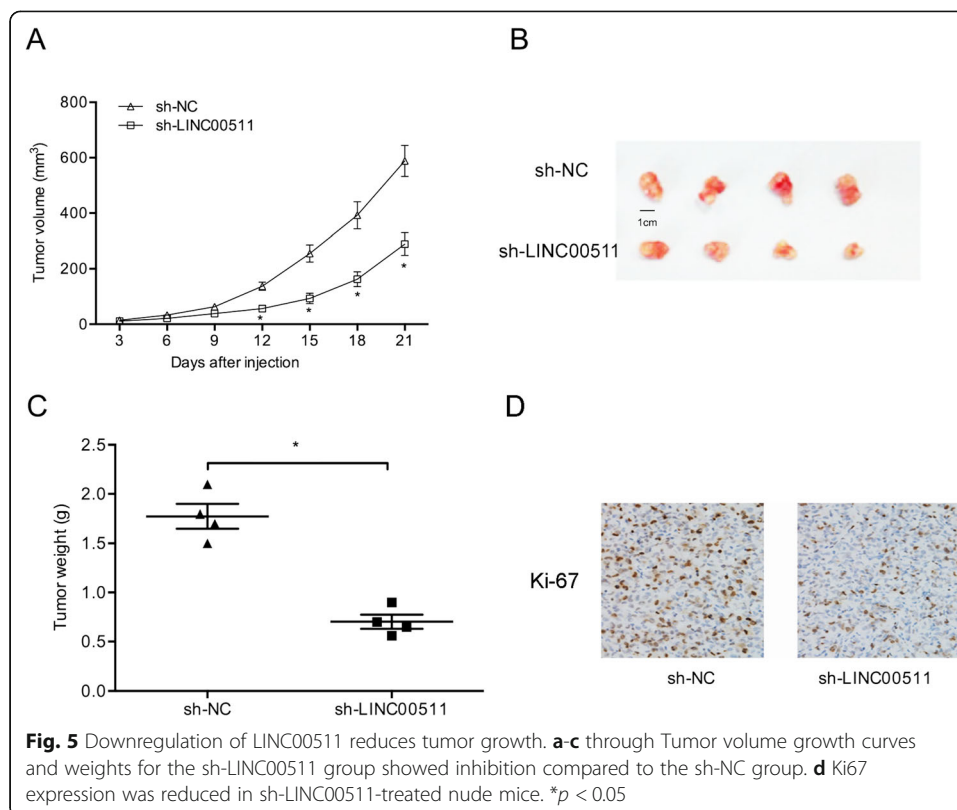 A
sh-NC
sh-LINC00511
800
600
400
200
0
Tumor volume (mm³)
3 6 9 12 15 18 21
* * * *
Days after injection
B
sh-NC
1cm
sh-LINC00511
C
*
2.5
2.0
1.5
1.0
0.5
0.0
Tumor weight (g)
sh-NC sh-LINC00511
D
Ki-67
sh-NC sh-LINC00511
Fig. 5 Downregulation of LINC00511 reduces tumor growth. a-c through Tumor volume growth curves
and weights for the sh-LINC00511 group showed inhibition compared to the sh-NC group. d Ki67
expression was reduced in sh-LINC00511-treated nude mice. *p < 0.05